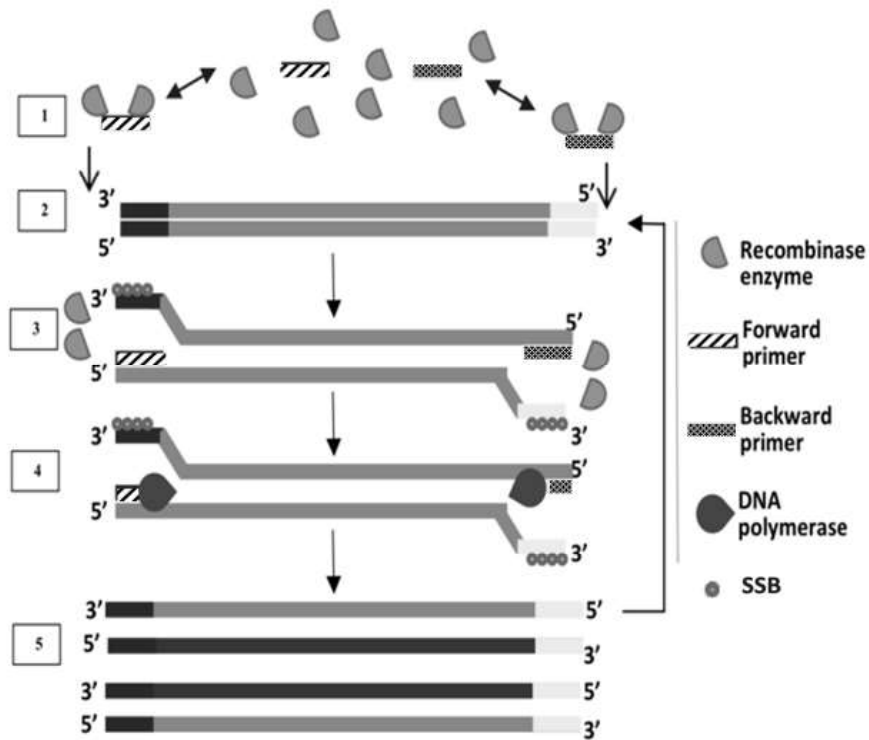 1
2
3’
5’
5’
3’
Recombinase
enzyme
3
3’
5’
5’
3’
Forward
primer
Backward
primer
4
3’
5’
5’
3’
DNA
polymerase
SSB
5
3’
5’
5’
3’
3’
5’
5’
3’